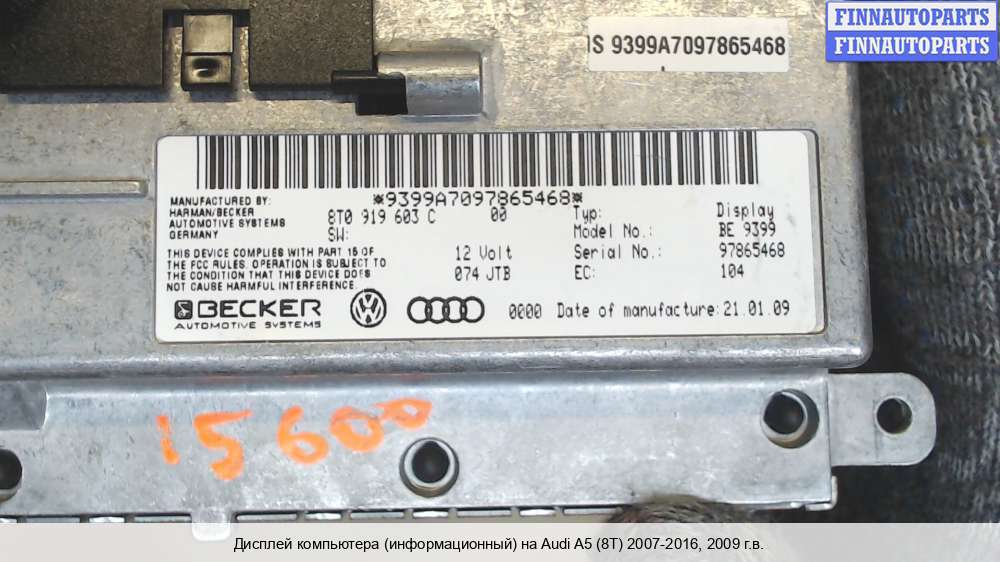 FINNAUTOPARTS
FINNAUTOPARTS
9399A7097865468
*9399A7097865468*
MANUFACTURED BY:
HARMAN/BECKER
AUTOMOTIVE SYSTEMS
GERMANY
8T0 919 603 C 00
SW:
Typ: Display
Model No.: BE 9399
THIS DEVICE COMPLIES WITH PART 15 OF
THE FCC RULES. OPERATION IS SUBJECT TO
THE CONDITION THAT THIS DEVICE DOES
NOT CAUSE HARMFUL INTERFERENCE.
12 Volt
074 JTB
Serial No.: 97865468
EC: 104
BECKER
AUTOMOTIVE SYSTEMS
0000 Date of manufacture: 21.01.09
15600
Дисплей компьютера (информационный) на Audi A5 (8T) 2007-2016, 2009 г.в.